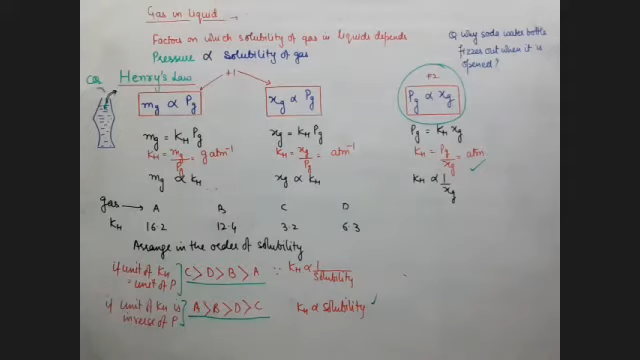 Gas in liquid
Factors on which solubility of gas in liquids depends
Pressure ∝ solubility of gas
Q Why soda water bottle
fizzes out when it is
opened?
Henry's Law
+1
+2
m_g ∝ P_g
x_g ∝ P_g
P_g ∝ x_g
m_g = K_H P_g
x_g = K_H P_g
P_g = K_H x_g
K_H = m_g/P_g = g atm⁻¹
K_H = x_g/P_g = atm⁻¹
K_H = P_g/x_g = atm
m_g ∝ K_H
x_g ∝ K_H
K_H ∝ 1/x_g
gas → A B C D
K_H 16.2 12.4 3.2 6.3
Arrange in the order of solubility
if unit of K_H
= unit of P
C > D > B > A
∵ K_H ∝ 1/solubility
if unit of K_H is
inverse of P
A > B > D > C
K_H ∝ solubility